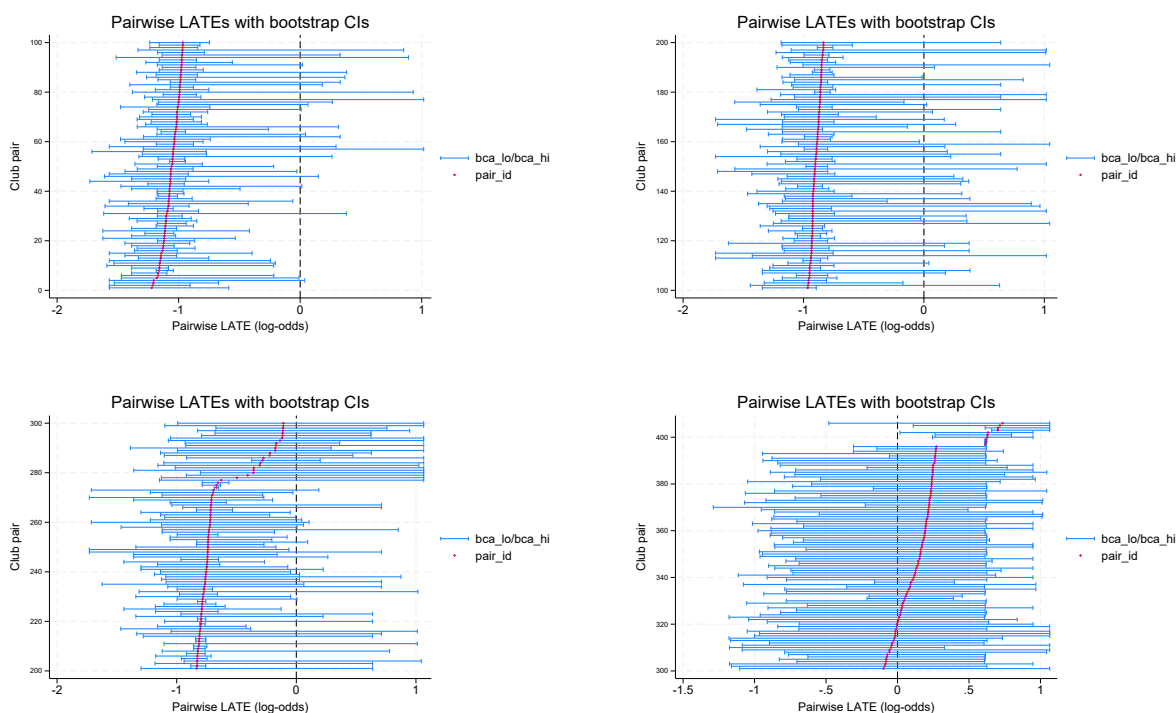 Pairwise LATEs with bootstrap CIs
100
80
60
40
20
0
Club pair
-2
-1
0
1
Pairwise LATE (log-odds)
bca_lo/bca_hi
pair_id
Pairwise LATEs with bootstrap CIs
200
180
160
140
120
100
Club pair
-2
-1
0
1
Pairwise LATE (log-odds)
bca_lo/bca_hi
pair_id
Pairwise LATEs with bootstrap CIs
300
280
260
240
220
200
Club pair
-2
-1
0
1
Pairwise LATE (log-odds)
bca_lo/bca_hi
pair_id
Pairwise LATEs with bootstrap CIs
400
380
360
340
320
300
Club pair
-1.5
-1
-.5
0
.5
1
Pairwise LATE (log-odds)
bca_lo/bca_hi
pair_id